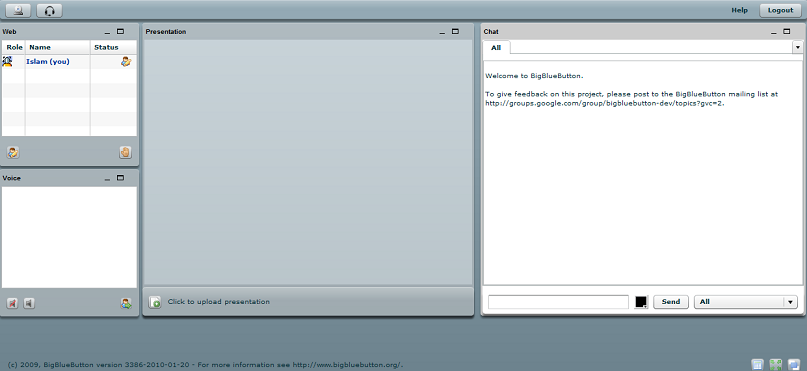 Help
Logout
Web
Role Name Status
Islam (you)
Voice
Presentation
Click to upload presentation
Chat
All
Welcome to BigBlueButton.
To give feedback on this project, please post to the BigBlueButton mailing list at
http://groups.google.com/group/bigbluebutton-dev/topics?gvc=2.
Send
All
(c) 2009, BigBlueButton version 3386-2010-01-20 - For more information see http://www.bigbluebutton.org/.